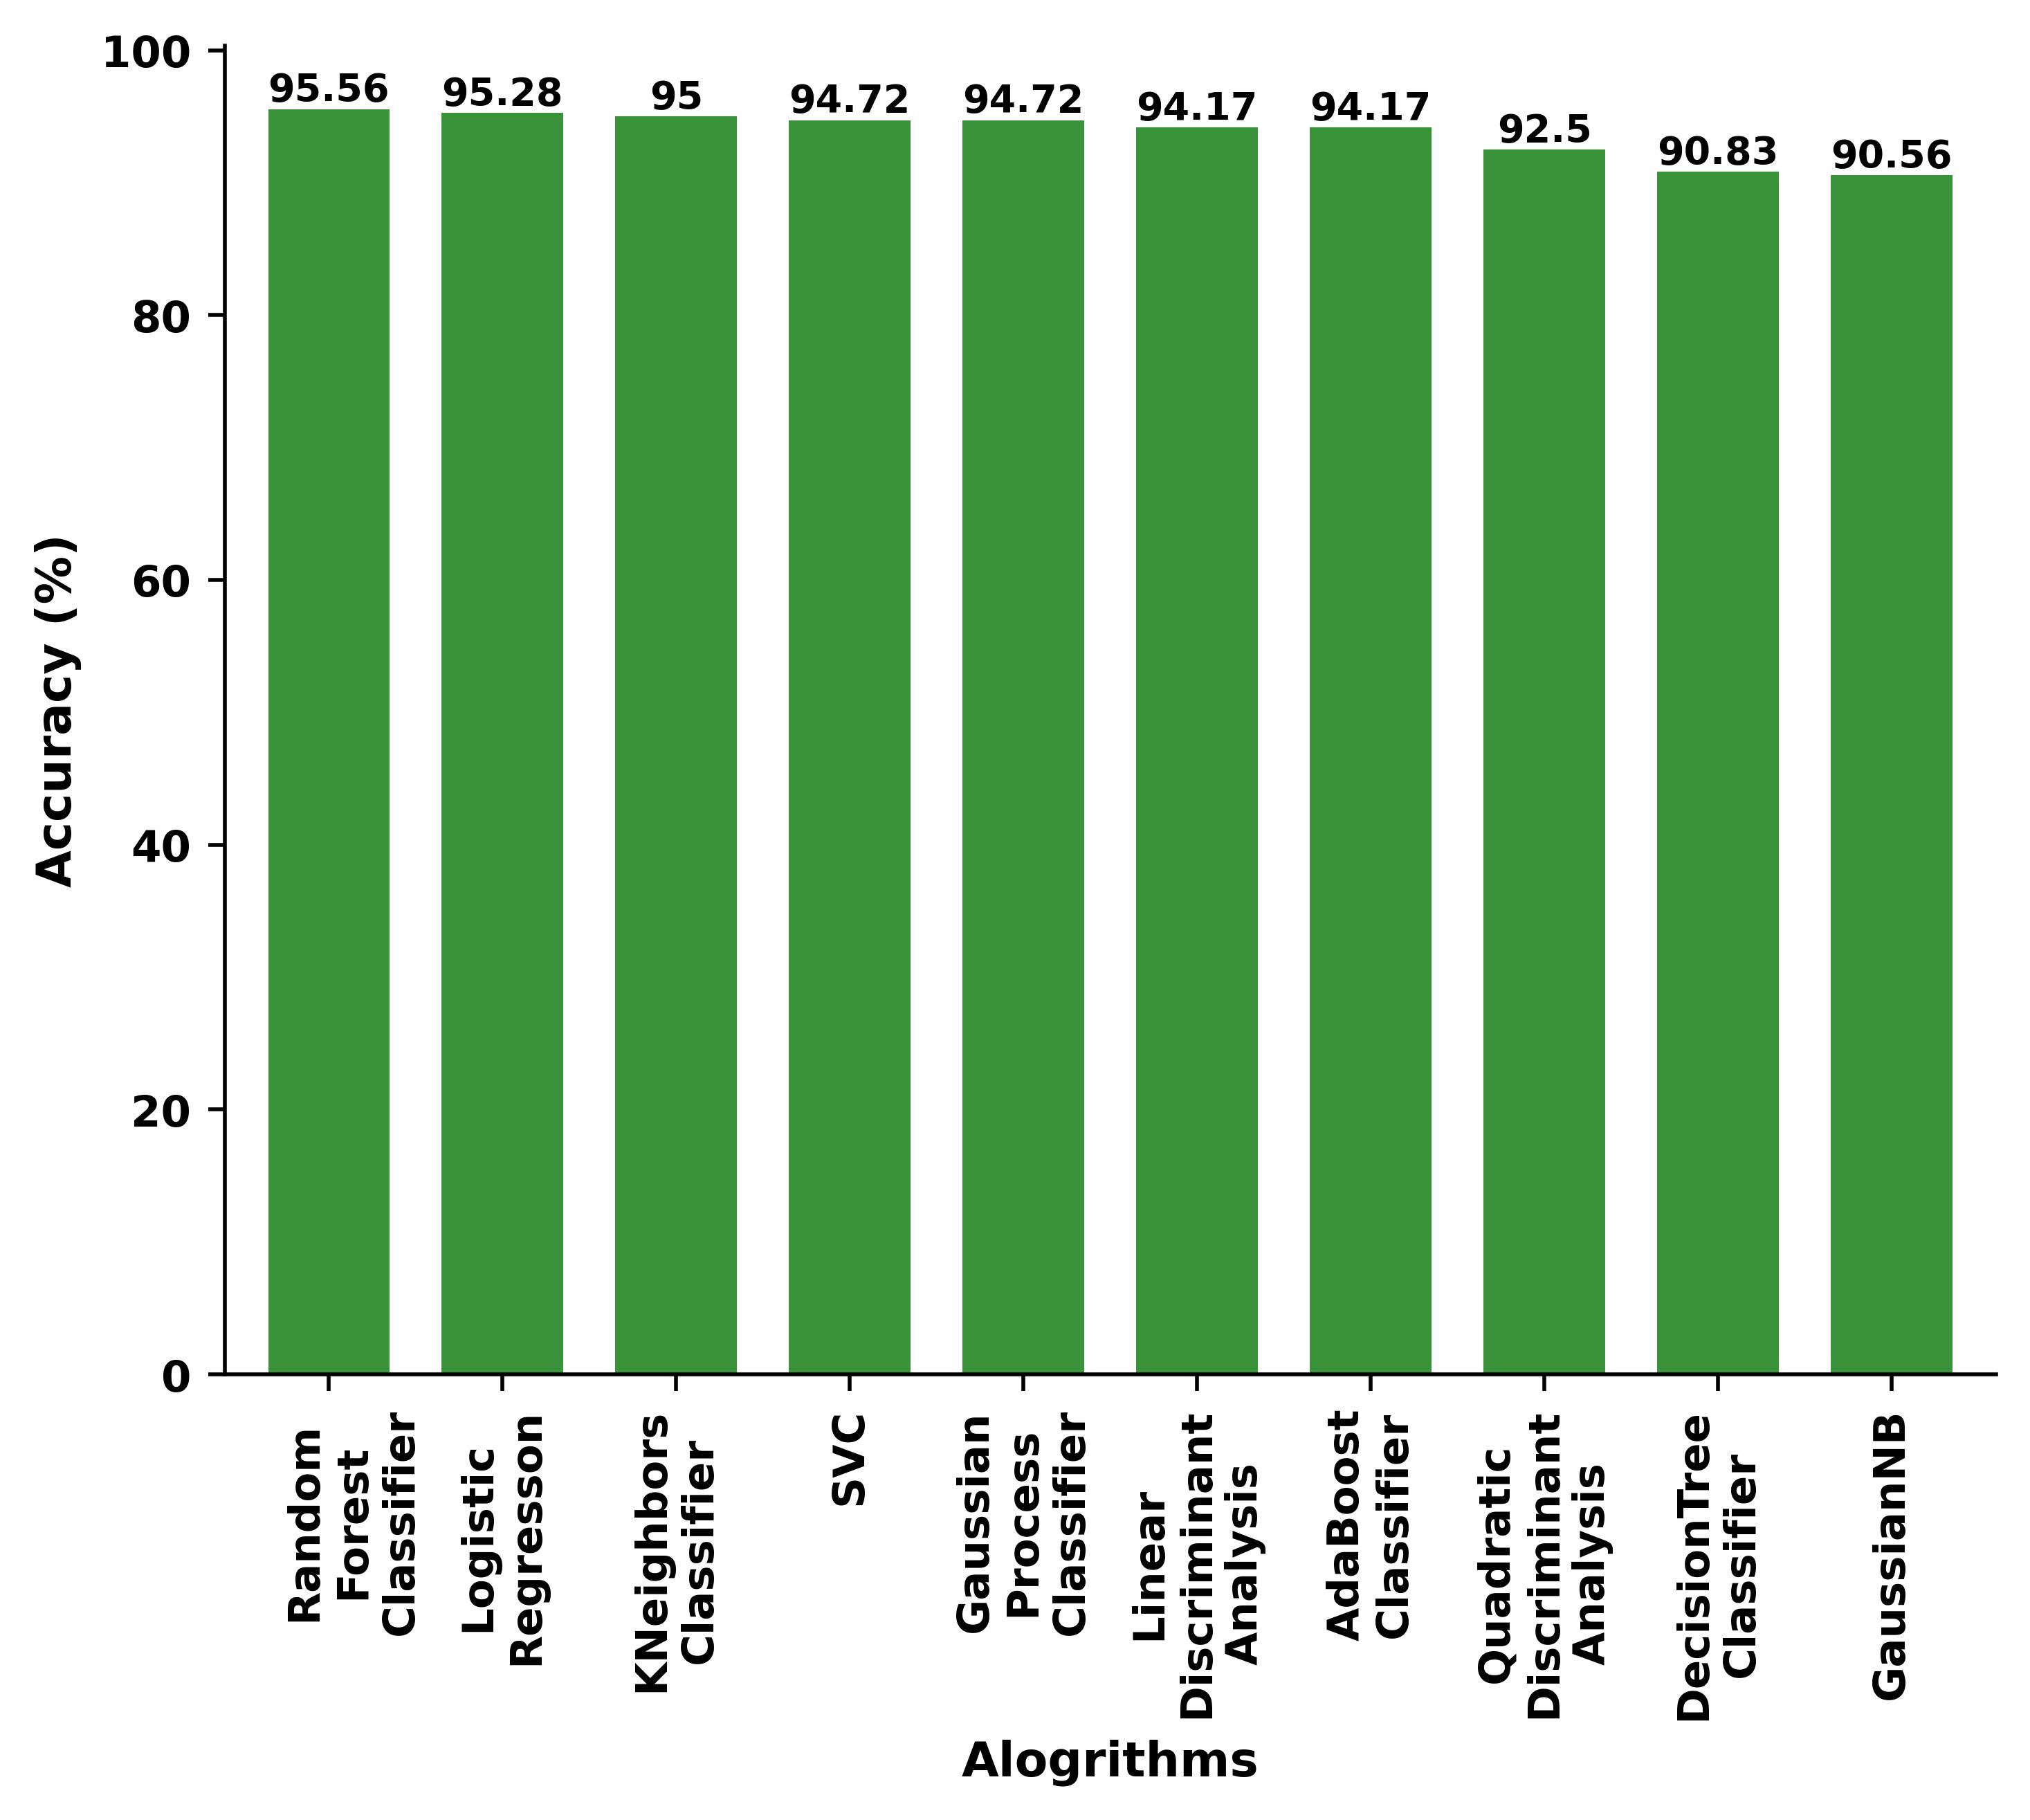 100
80
60
40
20
0
Accuracy (%)
95.56
95.28
95
94.72
94.72
94.17
94.17
92.5
90.83
90.56
Random
Forest
Classifier
Logistic
Regresson
KNeighbors
Classifier
SVC
Gaussian
Process
Classifier
Linear
Discriminant
Analysis
AdaBoost
Classifier
Quadratic
Discriminant
Analysis
DecisionTree
Classifier
GaussianNB
Alogrithms